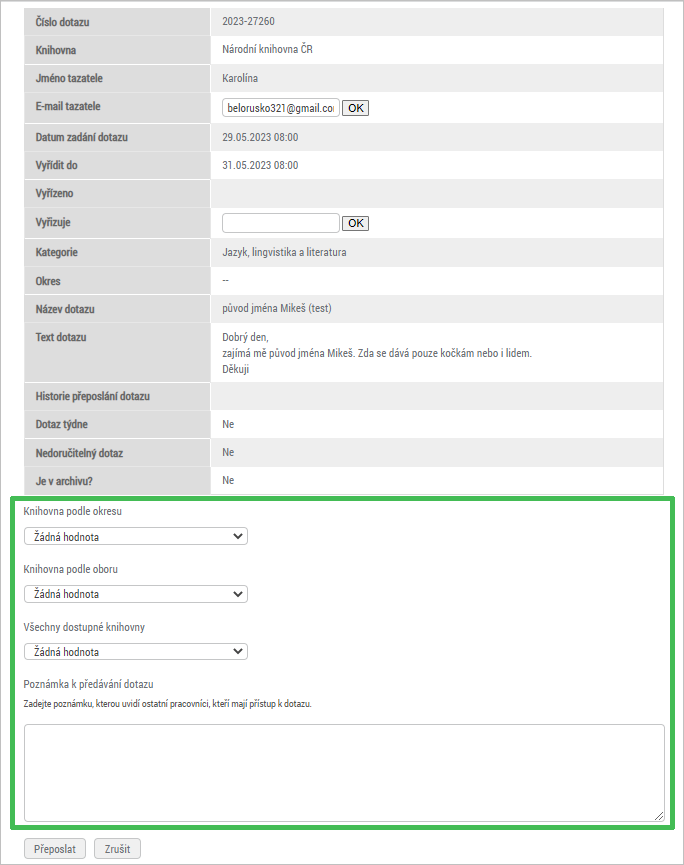 Číslo dotazu 2023-27260
Knihovna Národní knihovna ČR
Jméno tazatele Karolína
E-mail tazatele belorusko321@gmail.co OK
Datum zadání dotazu 29.05.2023 08:00
Vyřídit do 31.05.2023 08:00
Vyřízeno
Vyřizuje OK
Kategorie Jazyk, lingvistika a literatura
Okres --
Název dotazu původ jména Mikeš (test)
Text dotazu Dobrý den,
zajímá mě původ jména Mikeš. Zda se dává pouze kočkám nebo i lidem.
Děkuji
Historie přeposlání dotazu
Dotaz týdne Ne
Nedoručitelný dotaz Ne
Je v archivu? Ne
Knihovna podle okresu
Žádná hodnota
Knihovna podle oboru
Žádná hodnota
Všechny dostupné knihovny
Žádná hodnota
Poznámka k předávání dotazu
Zadejte poznámku, kterou uvidí ostatní pracovníci, kteří mají přístup k dotazu.
Přeposlat Zrušit